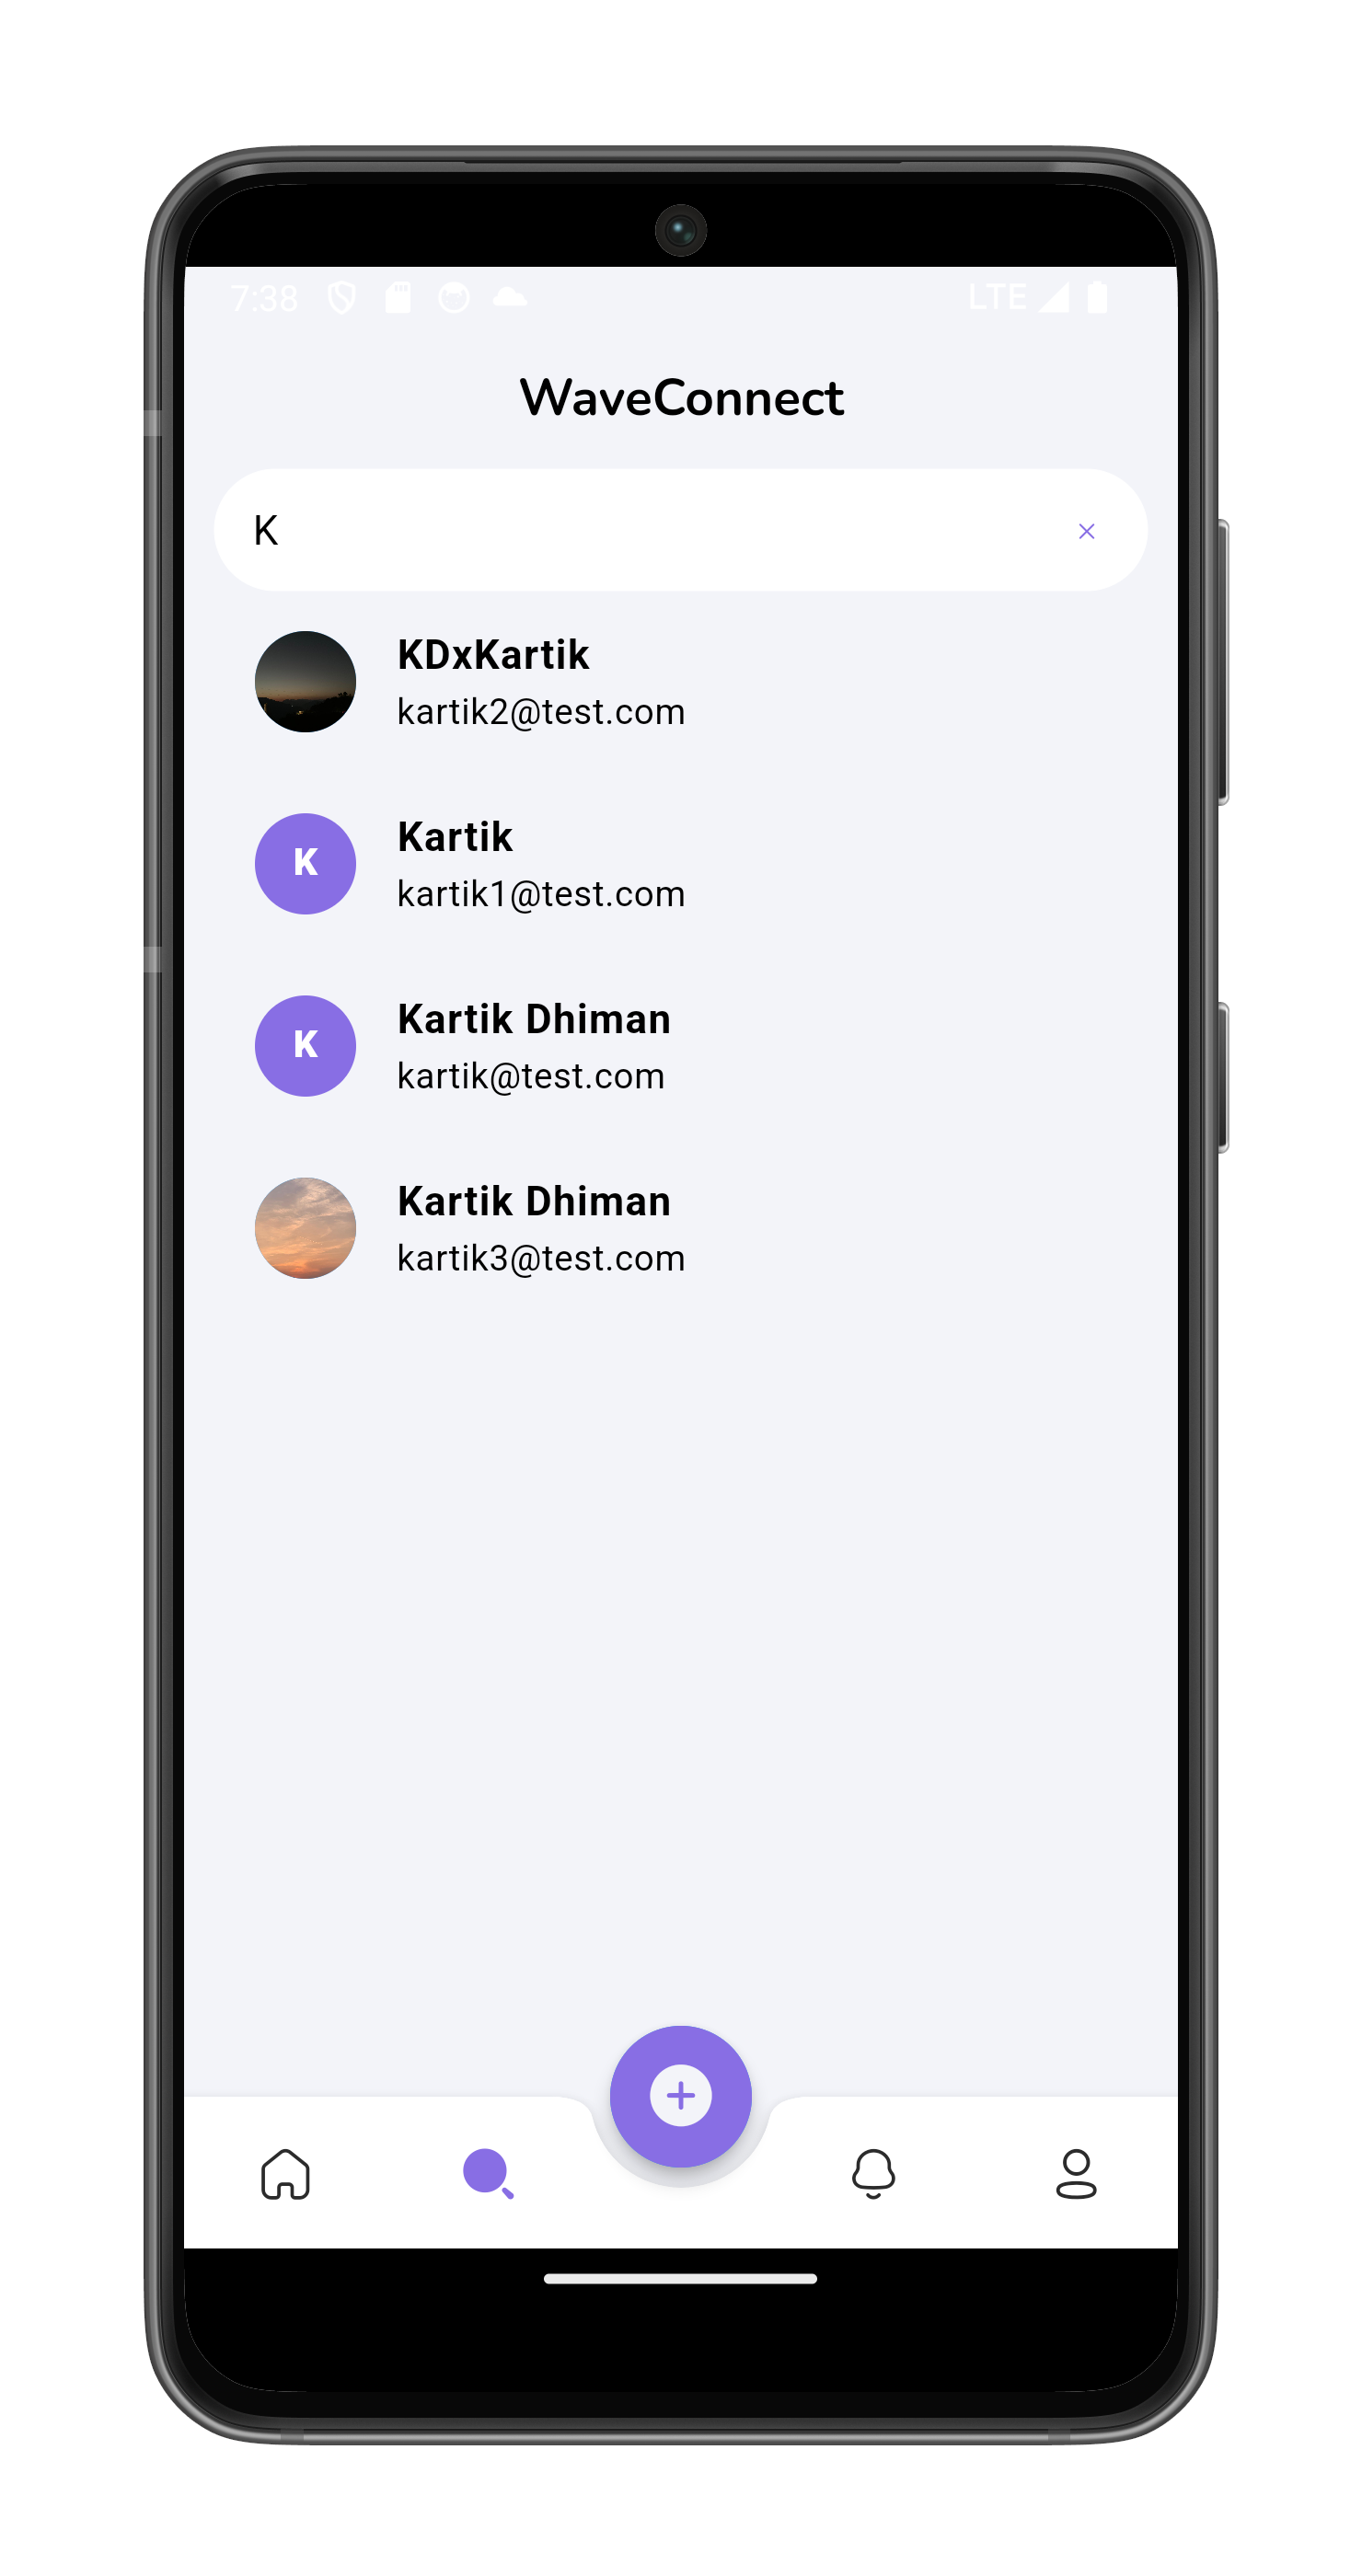 7:38 LTE
WaveConnect
K
KDxKartik
kartik2@test.com
K
Kartik
kartik1@test.com
K
Kartik Dhiman
kartik@test.com
Kartik Dhiman
kartik3@test.com